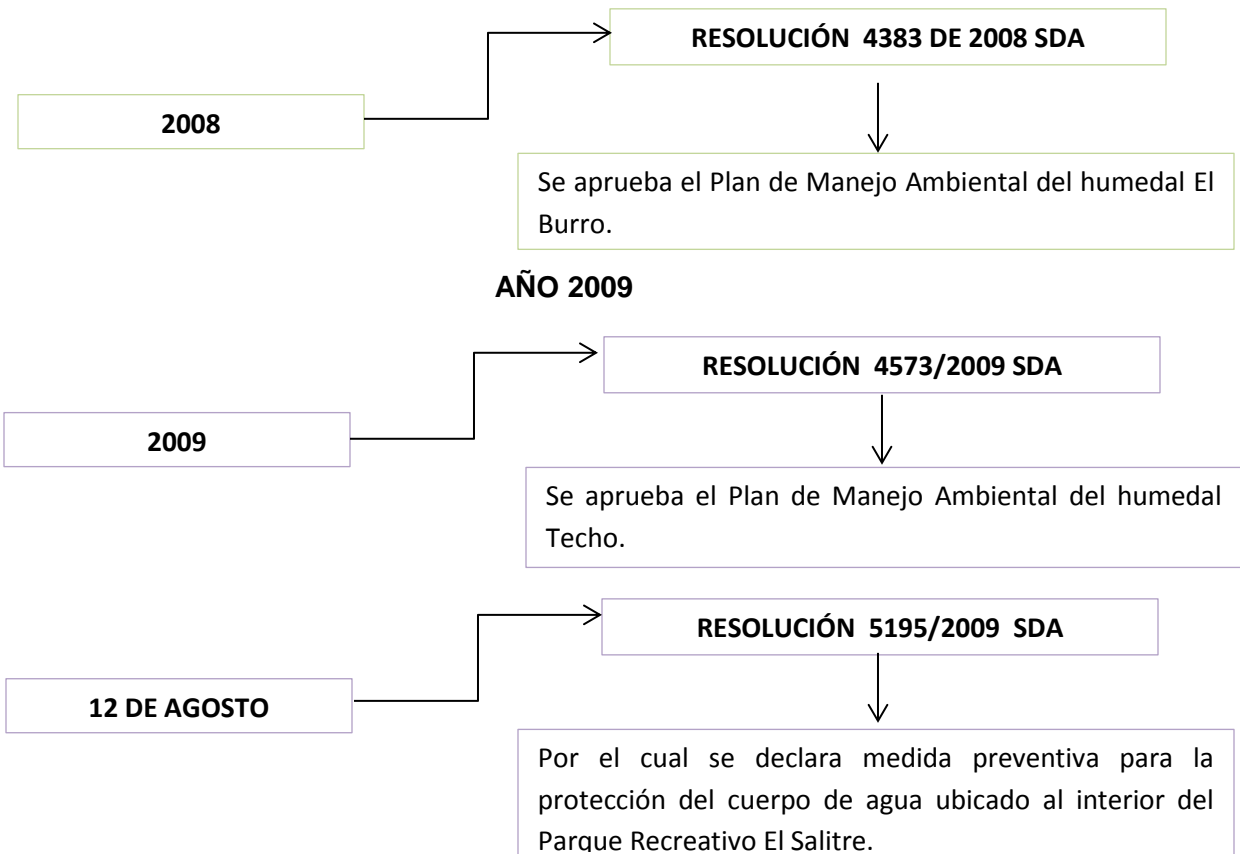 RESOLUCIÓN 4383 DE 2008 SDA
2008
Se aprueba el Plan de Manejo Ambiental del humedal El
Burro.
AÑO 2009
RESOLUCIÓN 4573/2009 SDA
2009
Se aprueba el Plan de Manejo Ambiental del humedal
Techo.
RESOLUCIÓN 5195/2009 SDA
12 DE AGOSTO
Por el cual se declara medida preventiva para la
protección del cuerpo de agua ubicado al interior del
Parque Recreativo El Salitre.